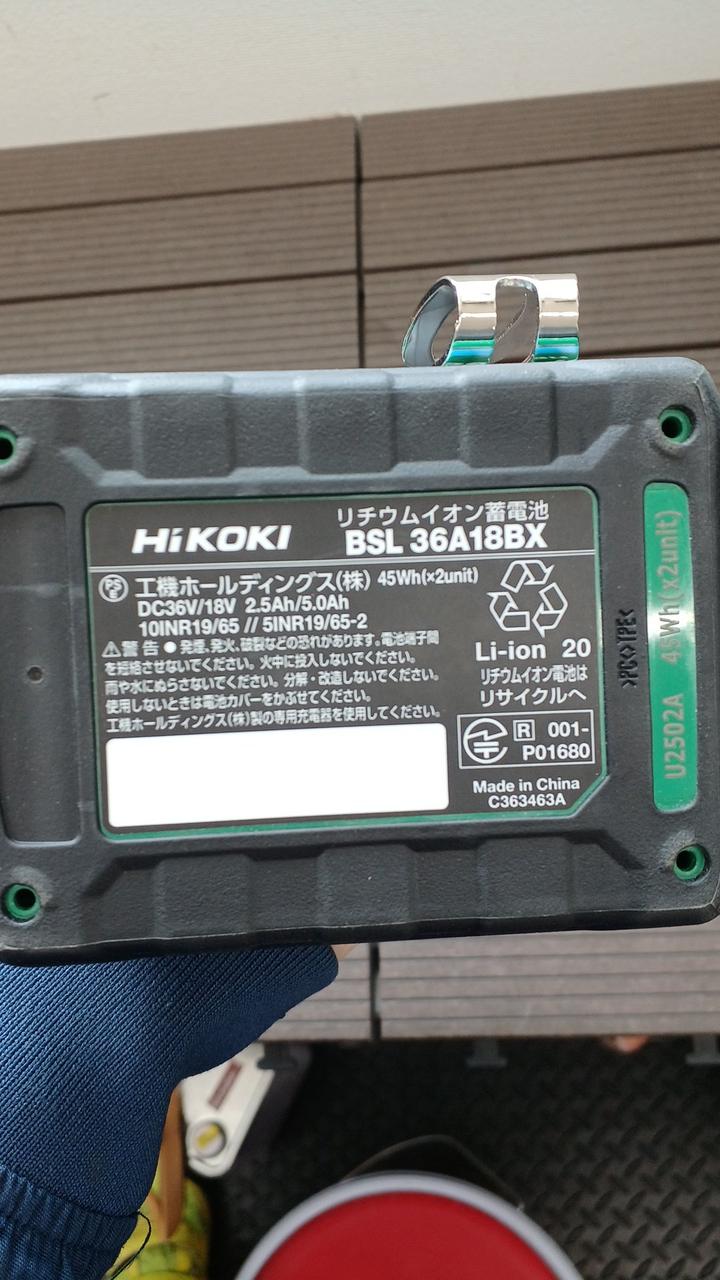 HiKOKI
リチウムイオン蓄電池
BSL 36A18BX
PS
E
工機ホールディングス(株) 45Wh(×2unit)
DC36V/18V 2.5Ah/5.0Ah
10INR19/65 // 5INR19/65-2
⚠警告 ●発煙、発火、破裂などの恐れがあります。電池端子間
を短絡させないでください。火中に投入しないでください。
雨や水にぬらさないでください。分解・改造しないでください。
使用しないときは電池カバーをかぶせてください。
工機ホールディングス(株)製の専用充電器を使用してください。
Li-ion 20
リチウムイオン電池は
リサイクルへ
R 001-
P01680
Made in China
C363463A
>PC+TPE<
U2502A 45Wh(x2unit)